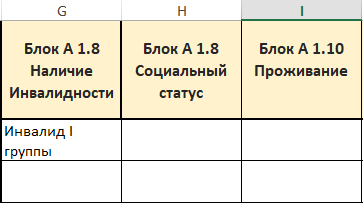 G H I
Блок А 1.8
Наличие
Инвалидности
Блок А 1.8
Социальный
статус
Блок А 1.10
Проживание
Инвалид I
группы